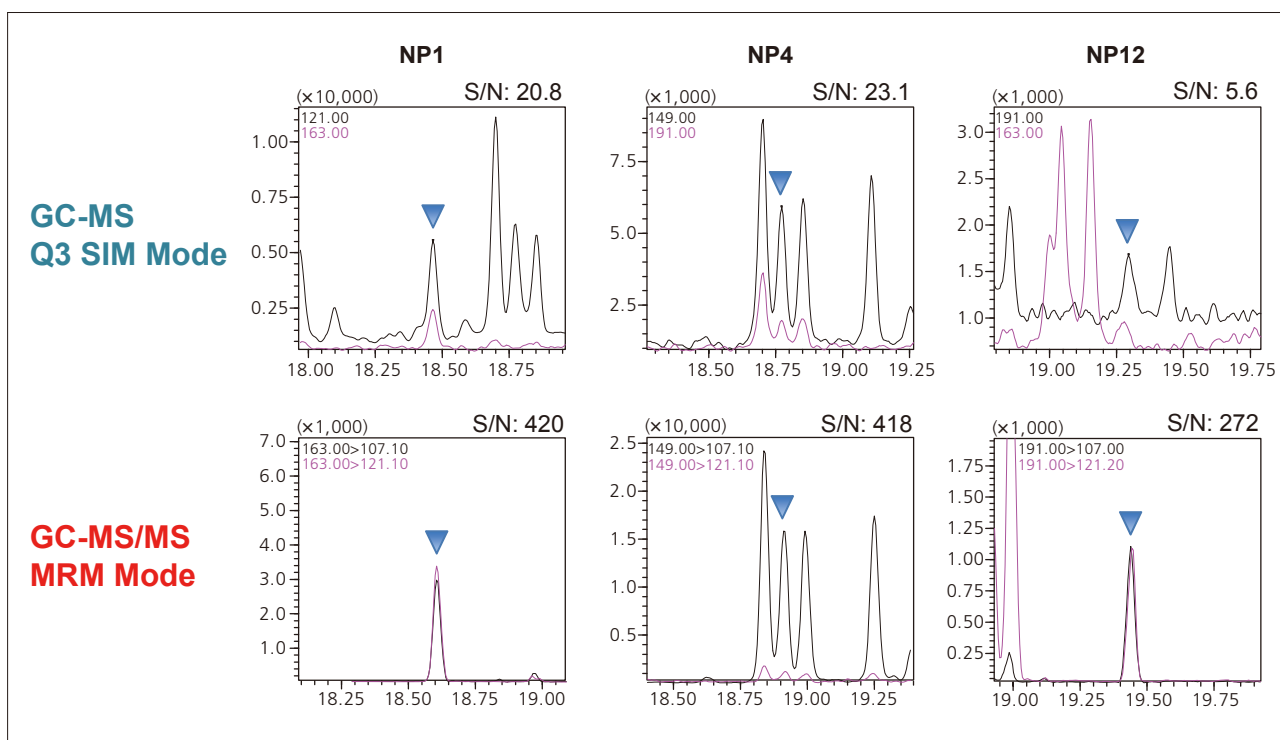 NP1 NP4 NP12
GC-MS
Q3 SIM Mode
(×10,000) S/N: 20.8
121.00
163.00
1.00
0.75
0.50
0.25
18.00 18.25 18.50 18.75
(×1,000) S/N: 23.1
149.00
191.00
7.5
5.0
2.5
18.50 18.75 19.00 19.25
(×1,000) S/N: 5.6
191.00
163.00
3.0
2.5
2.0
1.5
1.0
19.00 19.25 19.50 19.75
GC-MS/MS
MRM Mode
(×1,000) S/N: 420
163.00>107.10
163.00>121.10
7.0
6.0
5.0
4.0
3.0
2.0
1.0
18.25 18.50 18.75 19.00
(×10,000) S/N: 418
149.00>107.10
149.00>121.10
2.5
2.0
1.5
1.0
0.5
18.50 18.75 19.00 19.25
(×1,000) S/N: 272
191.00>107.00
191.00>121.20
1.75
1.50
1.25
1.00
0.75
0.50
0.25
19.00 19.25 19.50 19.75